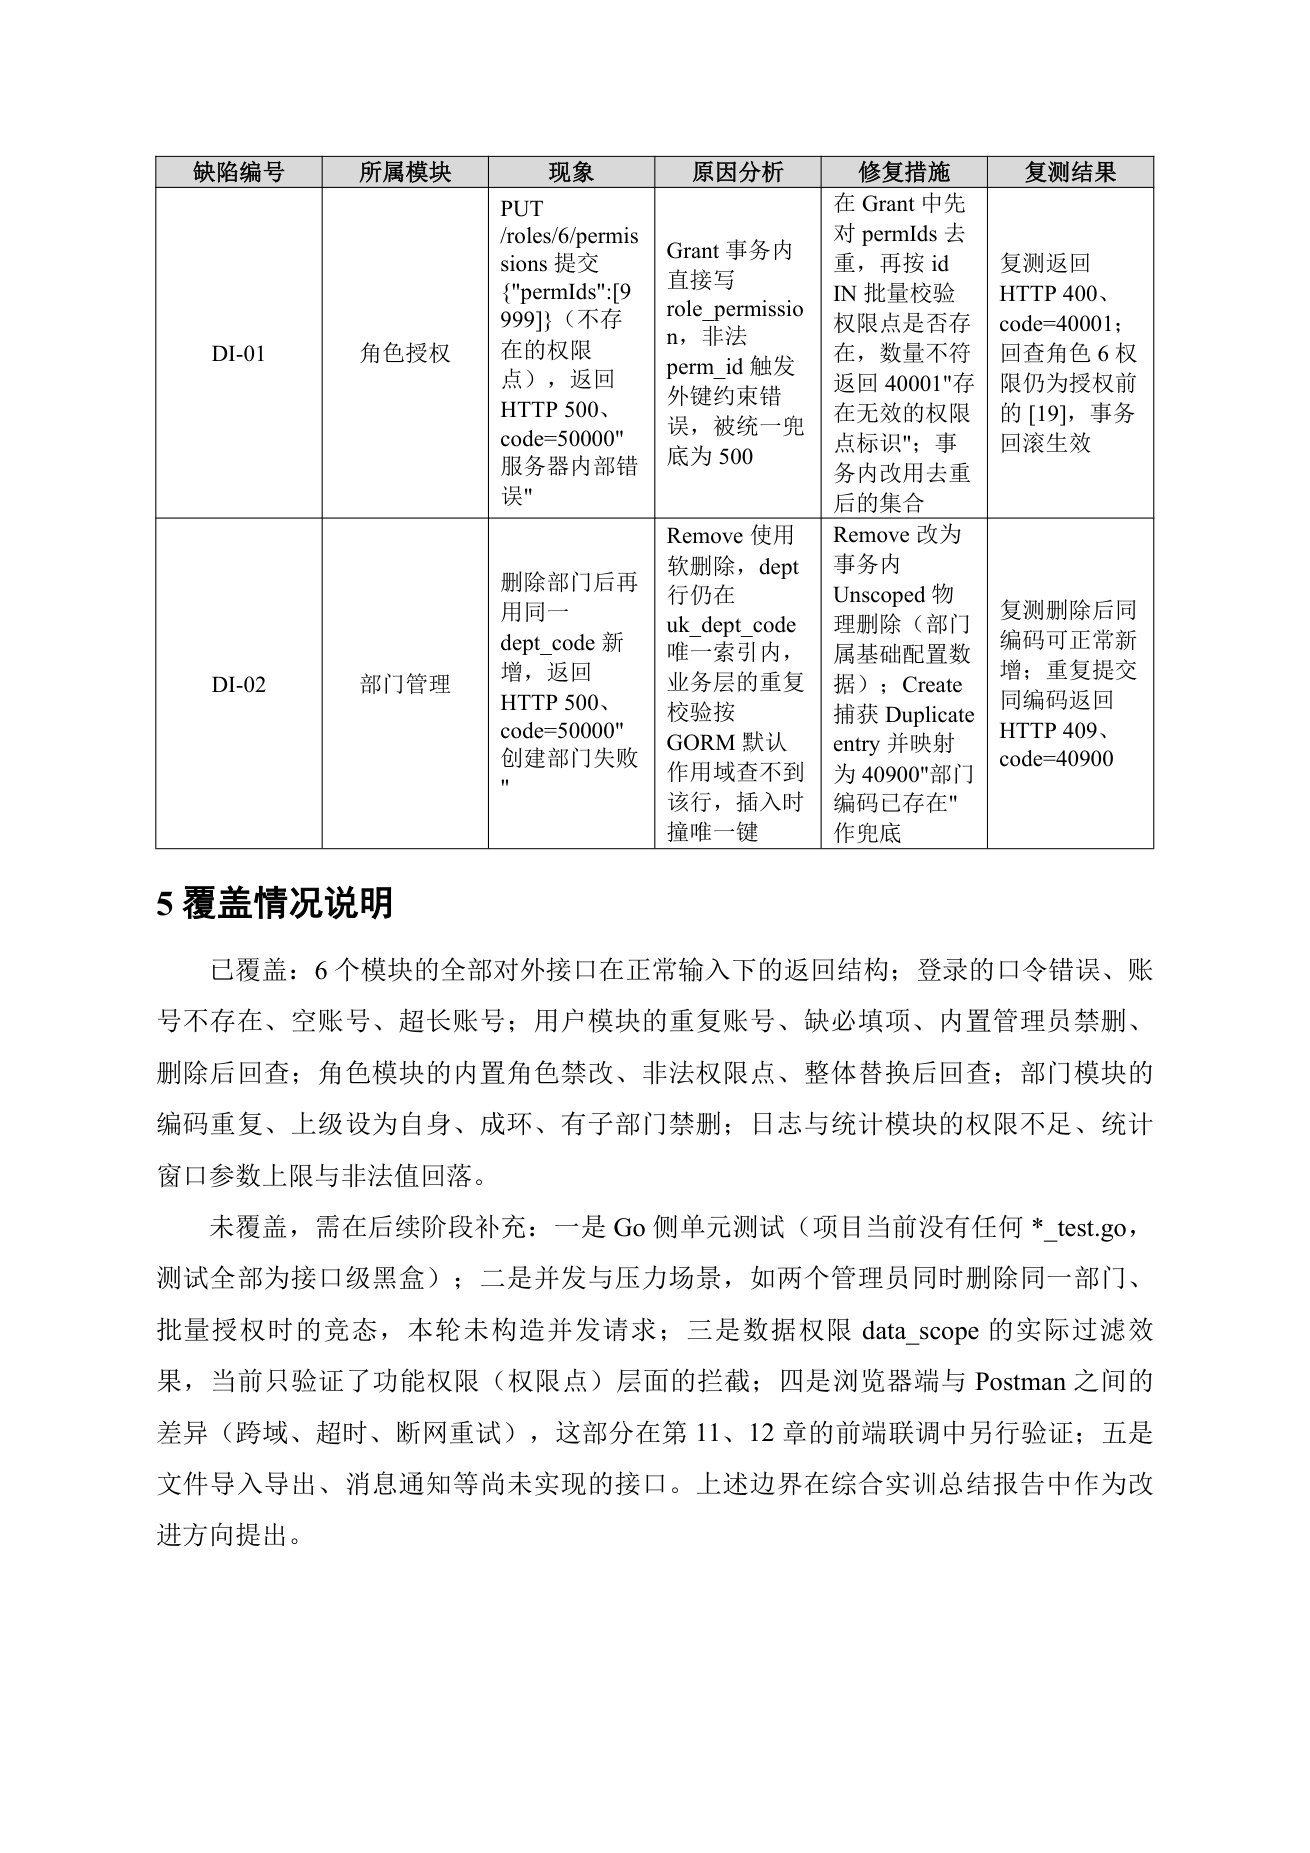 缺陷编号 所属模块 现象 原因分析 修复措施 复测结果
DI-01
角色授权
PUT
/roles/6/permis
sions 提交
{"permIds":[9
999]}（不存
在的权限
点），返回
HTTP 500、
code=50000"
服务器内部错
误"
Grant 事务内
直接写
role_permissio
n，非法
perm_id 触发
外键约束错
误，被统一兜
底为 500
在 Grant 中先
对 permIds 去
重，再按 id
IN 批量校验
权限点是否存
在，数量不符
返回 40001"存
在无效的权限
点标识"；事
务内改用去重
后的集合
复测返回
HTTP 400、
code=40001；
回查角色 6 权
限仍为授权前
的 [19]，事务
回滚生效
DI-02
部门管理
删除部门后再
用同一
dept_code 新
增，返回
HTTP 500、
code=50000"
创建部门失败
"
Remove 使用
软删除，dept
行仍在
uk_dept_code
唯一索引内，
业务层的重复
校验按
GORM 默认
作用域查不到
该行，插入时
撞唯一键
Remove 改为
事务内
Unscoped 物
理删除（部门
属基础配置数
据）；Create
捕获 Duplicate
entry 并映射
为 40900"部门
编码已存在"
作兜底
复测删除后同
编码可正常新
增；重复提交
同编码返回
HTTP 409、
code=40900
5 覆盖情况说明
已覆盖：6 个模块的全部对外接口在正常输入下的返回结构；登录的口令错误、账
号不存在、空账号、超长账号；用户模块的重复账号、缺必填项、内置管理员禁删、
删除后回查；角色模块的内置角色禁改、非法权限点、整体替换后回查；部门模块的
编码重复、上级设为自身、成环、有子部门禁删；日志与统计模块的权限不足、统计
窗口参数上限与非法值回落。
未覆盖，需在后续阶段补充：一是 Go 侧单元测试（项目当前没有任何 *_test.go，
测试全部为接口级黑盒）；二是并发与压力场景，如两个管理员同时删除同一部门、
批量授权时的竞态，本轮未构造并发请求；三是数据权限 data_scope 的实际过滤效
果，当前只验证了功能权限（权限点）层面的拦截；四是浏览器端与 Postman 之间的
差异（跨域、超时、断网重试），这部分在第 11、12 章的前端联调中另行验证；五是
文件导入导出、消息通知等尚未实现的接口。上述边界在综合实训总结报告中作为改
进方向提出。